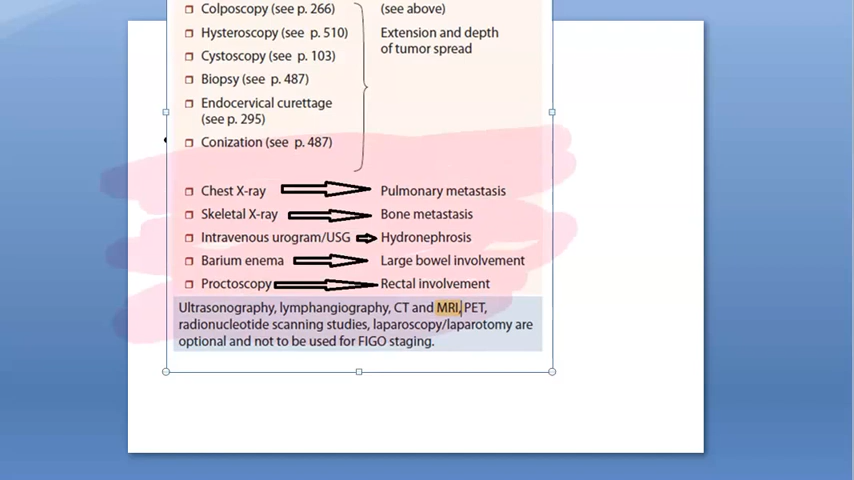 Colposcopy (see p. 266)
(see above)
Hysteroscopy (see p. 510)
Extension and depth
of tumor spread
Cystoscopy (see p. 103)
Biopsy (see p. 487)
Endocervical curettage
(see p. 295)
Conization (see p. 487)
Chest X-ray Pulmonary metastasis
Skeletal X-ray Bone metastasis
Intravenous urogram/USG Hydronephrosis
Barium enema Large bowel involvement
Proctoscopy Rectal involvement
Ultrasonography, lymphangiography, CT and MRI, PET,
radionucleotide scanning studies, laparoscopy/laparotomy are
optional and not to be used for FIGO staging.